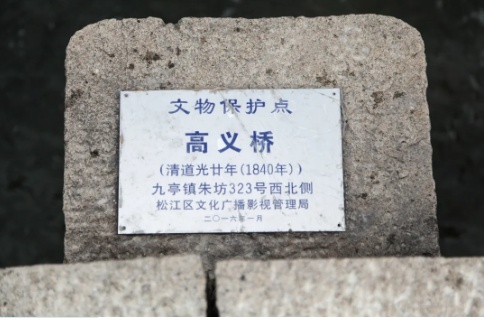 文物保护点
高义桥
(清道光廿年(1840年))
九亭镇朱坊323号西北侧
松江区文化广播影视管理局
二〇一六年一月